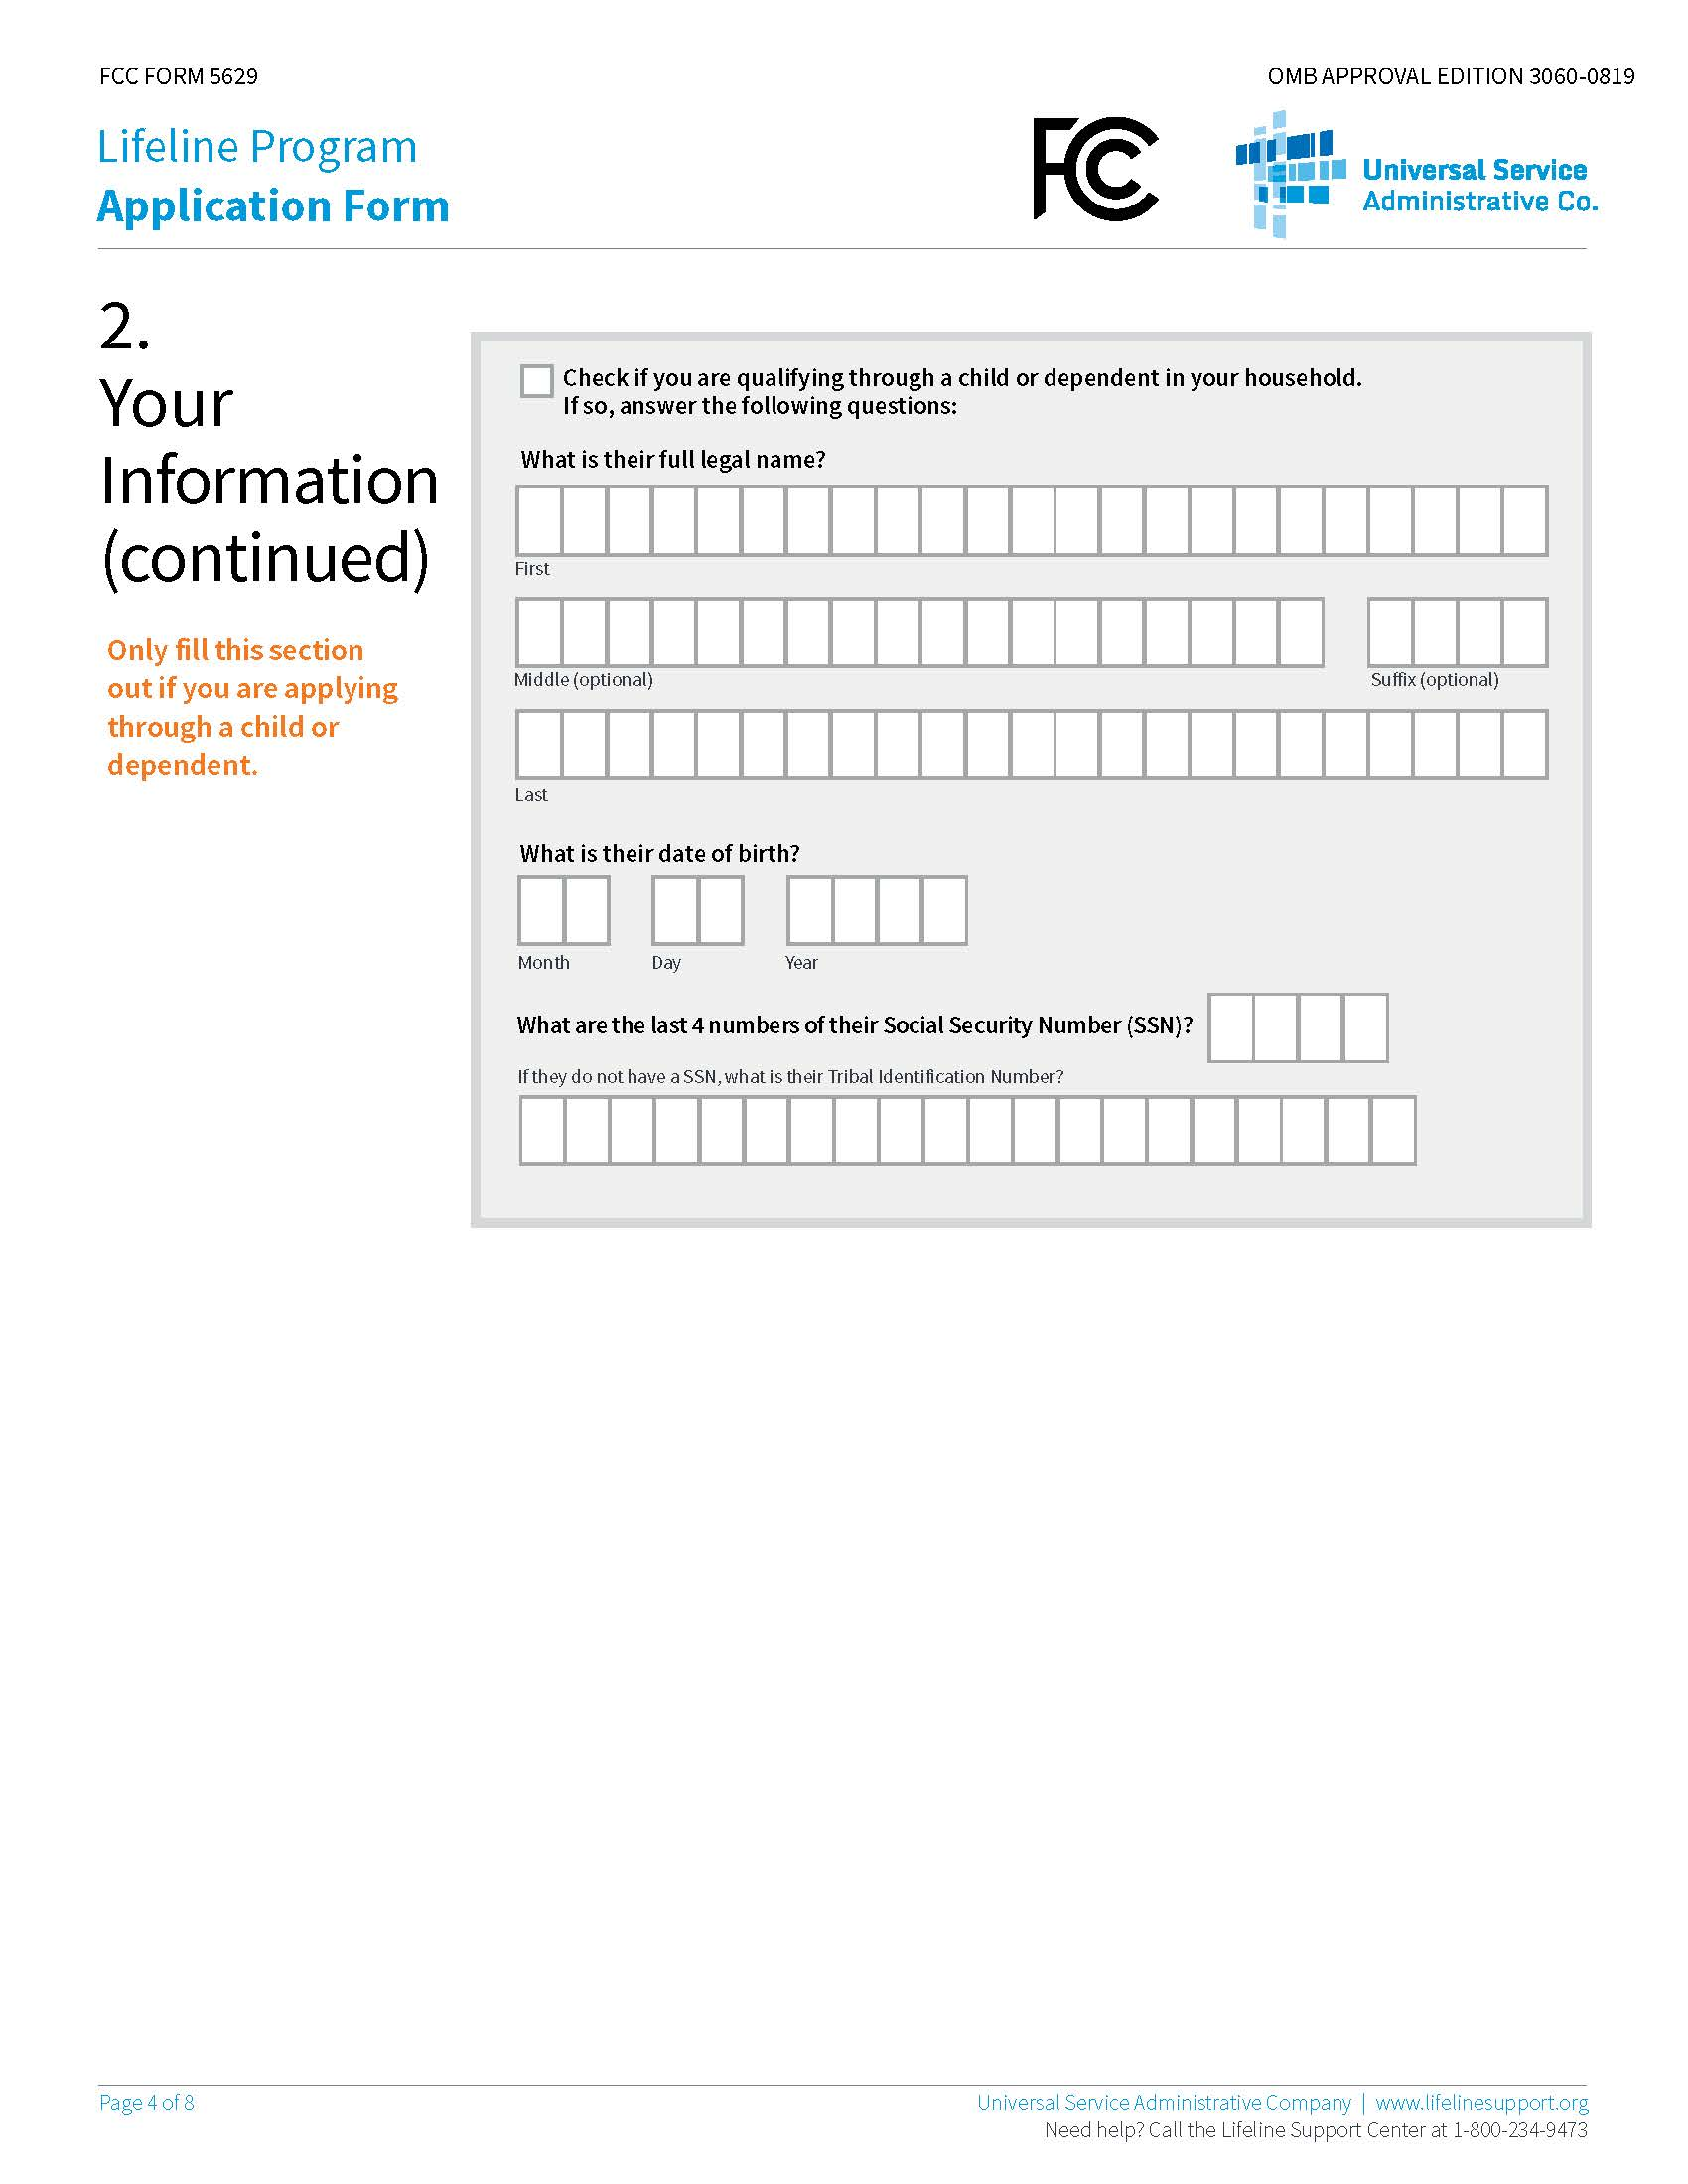 FCC FORM 5629
OMB APPROVAL EDITION 3060-0819
Lifeline Program
Application Form
FCC
Universal Service
Administrative Co.
2.
Your
Information
(continued)
Only fill this section
out if you are applying
through a child or
dependent.
Check if you are qualifying through a child or dependent in your household.
If so, answer the following questions:
What is their full legal name?
First
Middle (optional)
Suffix (optional)
Last
What is their date of birth?
Month
Day
Year
What are the last 4 numbers of their Social Security Number (SSN)?
If they do not have a SSN, what is their Tribal Identification Number?
Page 4 of 8
Universal Service Administrative Company | www.lifelinesupport.org
Need help? Call the Lifeline Support Center at 1-800-234-9473